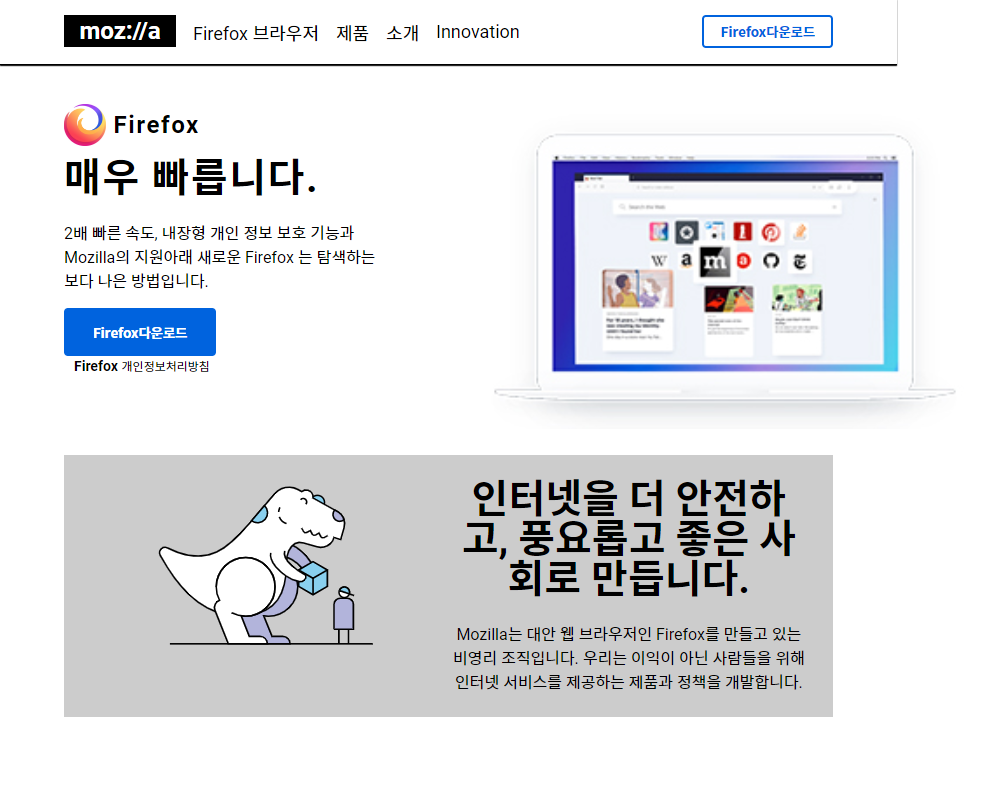 moz://a
Firefox 브라우저 제품 소개 Innovation
Firefox다운로드
Firefox
매우 빠릅니다.
2배 빠른 속도, 내장형 개인 정보 보호 기능과
Mozilla의 지원아래 새로운 Firefox 는 탐색하는
보다 나은 방법입니다.
Firefox다운로드
Firefox 개인정보처리방침
Search the Web
인터넷을 더 안전하
고, 풍요롭고 좋은 사
회로 만듭니다.
Mozilla는 대안 웹 브라우저인 Firefox를 만들고 있는
비영리 조직입니다. 우리는 이익이 아닌 사람들을 위해
인터넷 서비스를 제공하는 제품과 정책을 개발합니다.